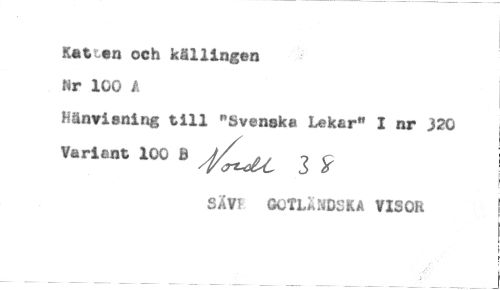 Katten och källingen
Nr 100 A
Hänvisning till "Svenska Lekar" I nr 320
Variant 100 B Nordl 38
SÄVE GOTLÄNDSKA VISOR